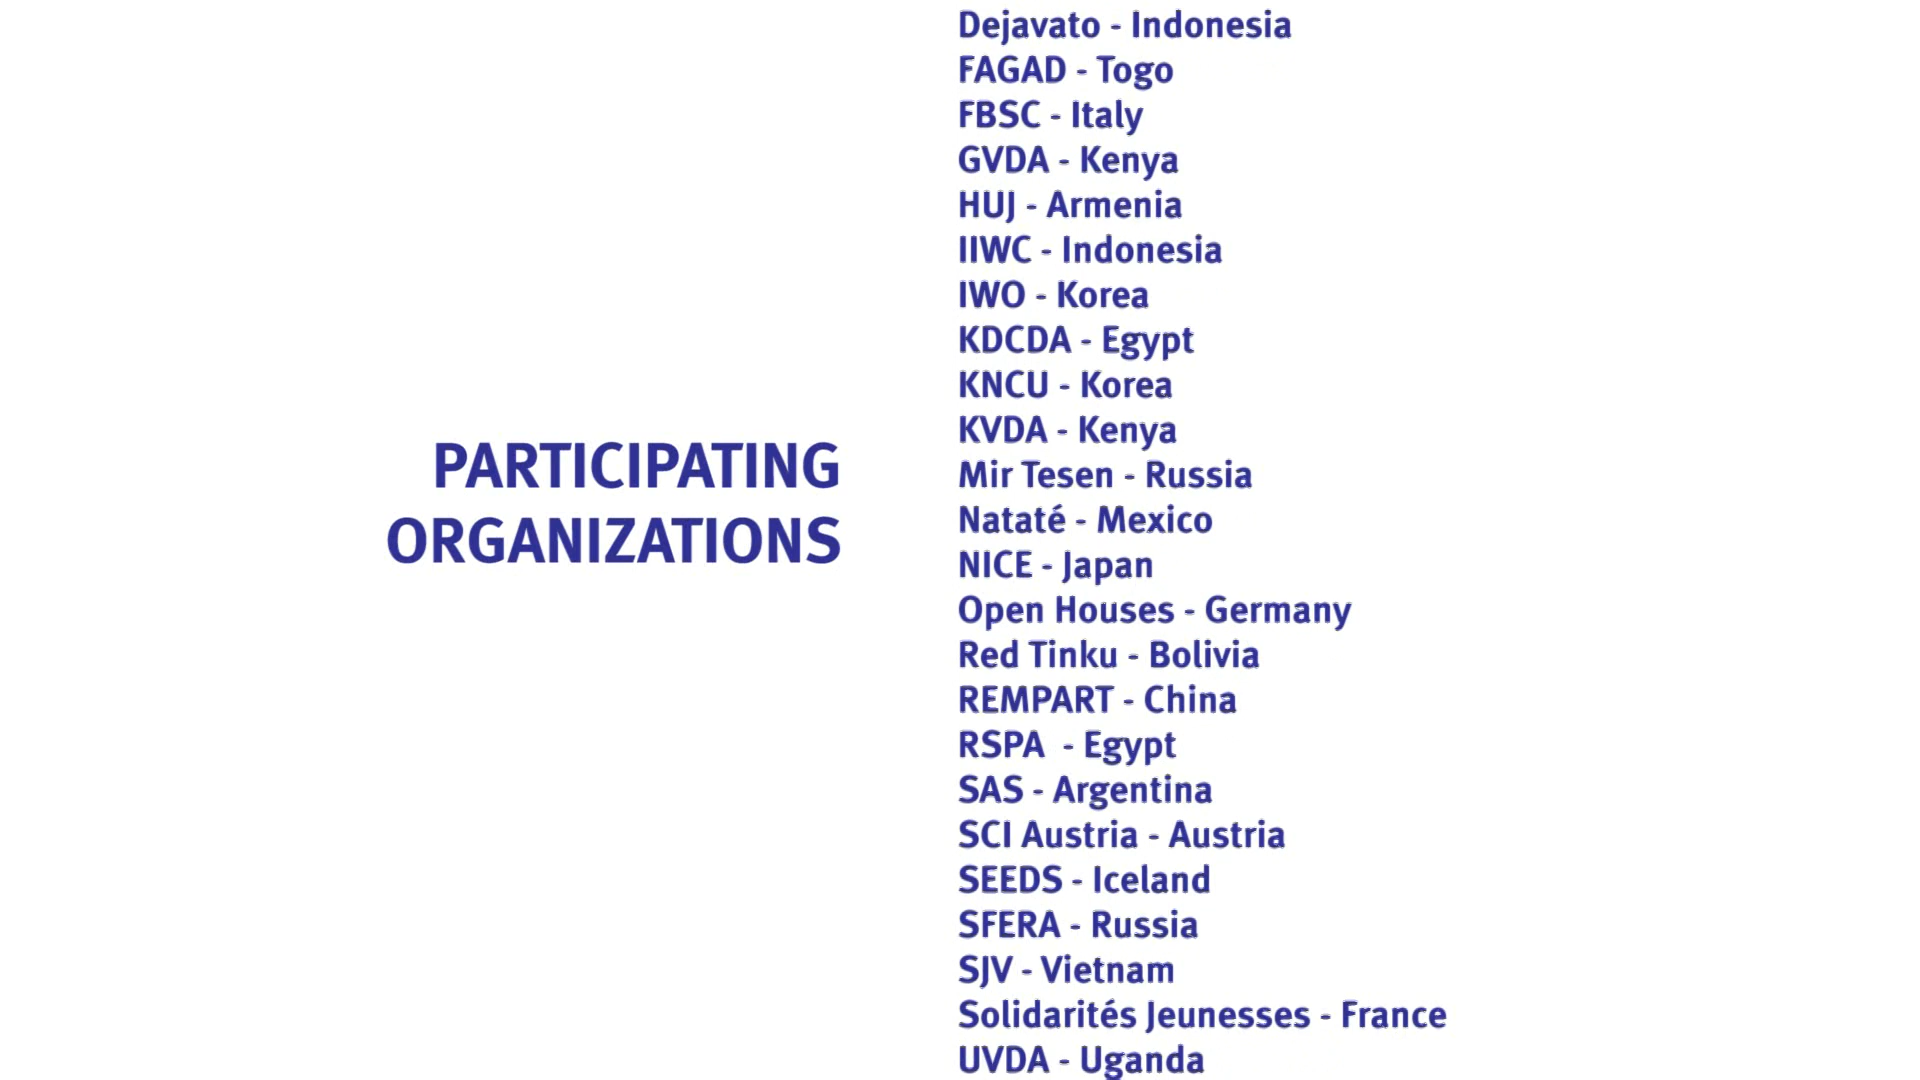 PARTICIPATING
ORGANIZATIONS
Dejavato - Indonesia
FAGAD - Togo
FBSC - Italy
GVDA - Kenya
HUJ - Armenia
IIWC - Indonesia
IWO - Korea
KDCDA - Egypt
KNCU - Korea
KVDA - Kenya
Mir Tesen - Russia
Nataté - Mexico
NICE - Japan
Open Houses - Germany
Red Tinku - Bolivia
REMPART - China
RSPA  - Egypt
SAS - Argentina
SCI Austria - Austria
SEEDS - Iceland
SFERA - Russia
SJV - Vietnam
Solidarités Jeunesses - France
UVDA - Uganda